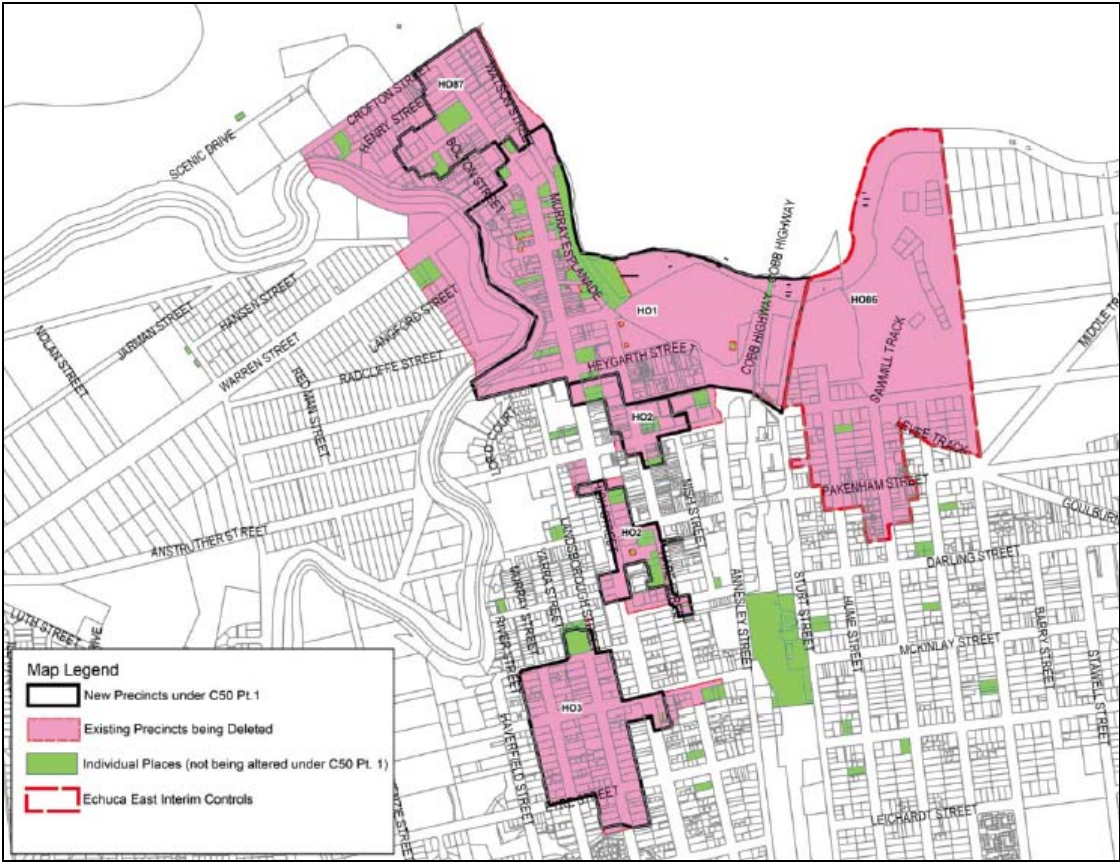 HO87
WATSON STREET
CROFTON STREET
HENRY STREET
SCENIC DRIVE
BOLTON STREET
MURRAY ESPLANADE
COBB HIGHWAY
HO86
HO1
COBB HIGHWAY
SAWMILL TRACK
NOLAN STREET
JARMAN STREET
HANSEN STREET
LANGFORD STREET
WARREN STREET
RADCLIFFE STREET
HEYGARTH STREET
REDMAN STREET
HO2
LEVEE TRACK
PAKENHAM STREET
NISH STREET
HO2
ANSTRUTHER STREET
DARLING STREET
LANDSBOROUGH
YARRA STREET
MURRAY STREET
RIVER STREET
ANNESLEY STREET
STURT STREET
HUME STREET
MCKINLAY STREET
BARRY STREET
STAWELL STREET
HO3
HAVERFIELD STREET
LEICHARDT STREET
Map Legend
New Precincts under C50 Pt.1
Existing Precincts being Deleted
Individual Places (not being altered under C50 Pt. 1)
Echuca East Interim Controls